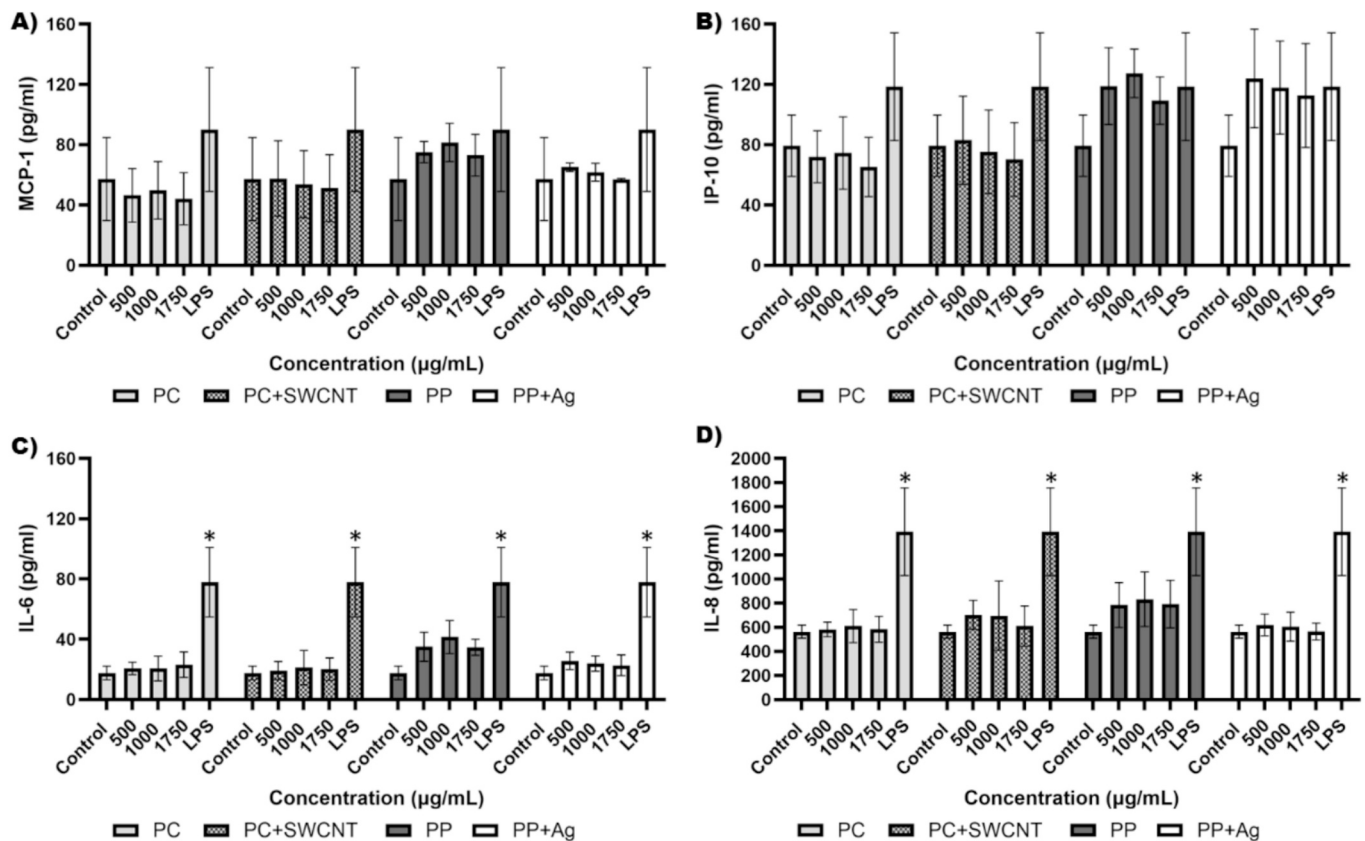 A)
MCP-1 (pg/ml)
160
120
80
40
0
Control 500 1000 1750 LPS Control 500 1000 1750 LPS Control 500 1000 1750 LPS Control 500 1000 1750 LPS
Concentration (µg/mL)
PC PC+SWCNT PP PP+Ag
B)
IP-10 (pg/ml)
160
120
80
40
0
Control 500 1000 1750 LPS Control 500 1000 1750 LPS Control 500 1000 1750 LPS Control 500 1000 1750 LPS
Concentration (µg/mL)
PC PC+SWCNT PP PP+Ag
C)
IL-6 (pg/ml)
160
120
80
40
0
* * * *
Control 500 1000 1750 LPS Control 500 1000 1750 LPS Control 500 1000 1750 LPS Control 500 1000 1750 LPS
Concentration (µg/mL)
PC PC+SWCNT PP PP+Ag
D)
IL-8 (pg/ml)
2000
1800
1600
1400
1200
1000
800
600
400
200
0
* * * *
Control 500 1000 1750 LPS Control 500 1000 1750 LPS Control 500 1000 1750 LPS Control 500 1000 1750 LPS
Concentration (µg/mL)
PC PC+SWCNT PP PP+Ag